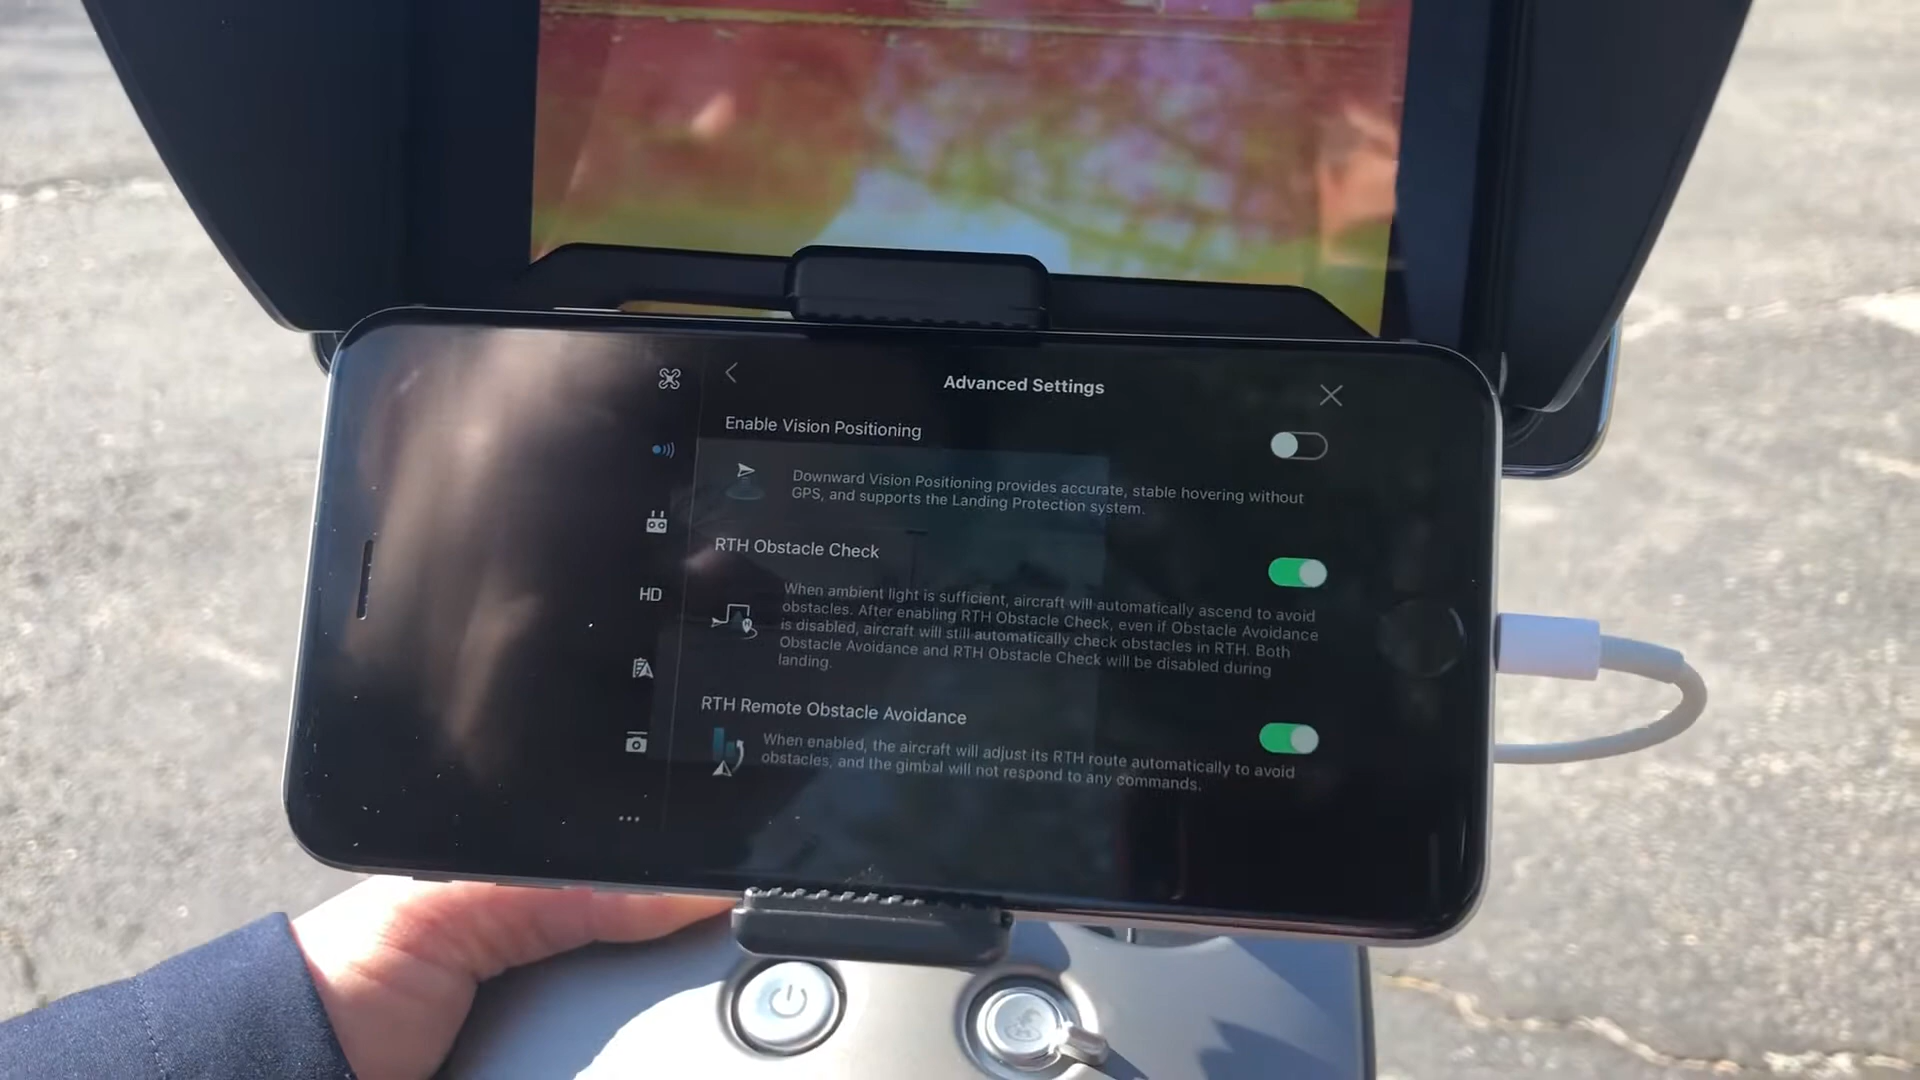 Advanced Settings
Enable Vision Positioning
Downward Vision Positioning provides accurate, stable hovering without
GPS, and supports the Landing Protection system.
RTH Obstacle Check
When ambient light is sufficient, aircraft will automatically ascend to avoid
obstacles. After enabling RTH Obstacle Check, even if Obstacle Avoidance
is disabled, aircraft will still automatically check obstacles in RTH. Both
Obstacle Avoidance and RTH Obstacle Check will be disabled during
landing.
HD
RTH Remote Obstacle Avoidance
When enabled, the aircraft will adjust its RTH route automatically to avoid
obstacles, and the gimbal will not respond to any commands.